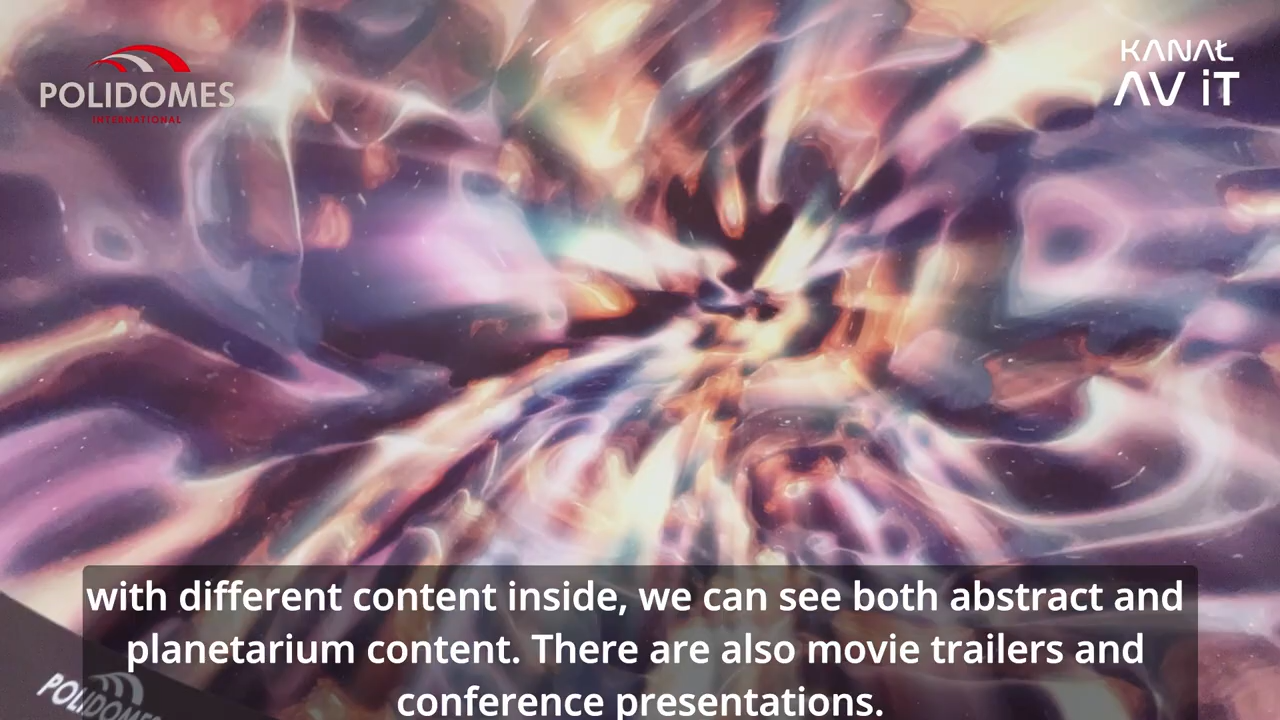 POLIDOMES
INTERNATIONAL
KANAŁ
AV iT
with different content inside, we can see both abstract and
planetarium content. There are also movie trailers and
conference presentations.
POLIDOMES